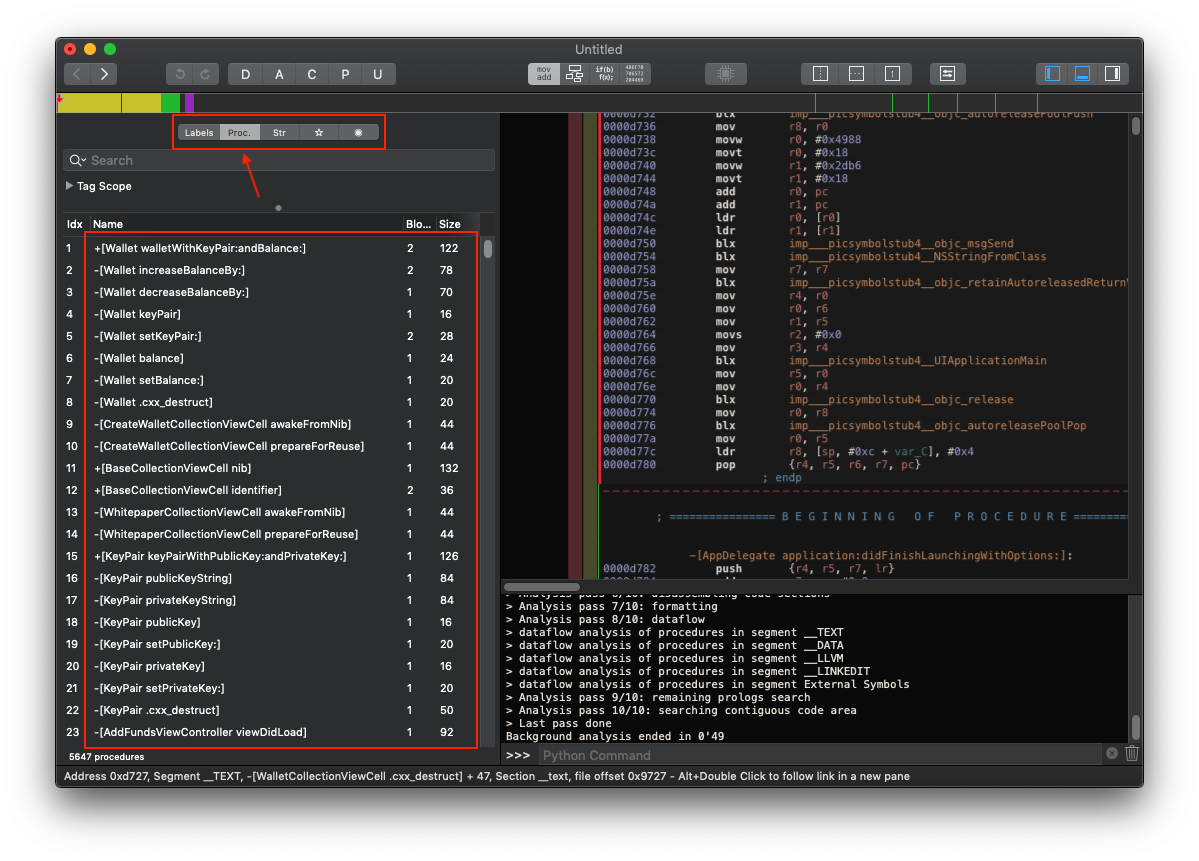 Untitled
D A C P U mov add if(b) f(x);
Labels Proc. Str
Search
Tag Scope
Idx Name Blo... Size
1 +[Wallet walletWithKeyPair:andBalance:] 2 122
2 -[Wallet increaseBalanceBy:] 2 78
3 -[Wallet decreaseBalanceBy:] 1 70
4 -[Wallet keyPair] 1 16
5 -[Wallet setKeyPair:] 2 28
6 -[Wallet balance] 1 24
7 -[Wallet setBalance:] 1 20
8 -[Wallet .cxx_destruct] 1 20
9 -[CreateWalletCollectionViewCell awakeFromNib] 1 44
10 -[CreateWalletCollectionViewCell prepareForReuse] 1 44
11 +[BaseCollectionViewCell nib] 1 132
12 +[BaseCollectionViewCell identifier] 2 36
13 -[WhitepaperCollectionViewCell awakeFromNib] 1 44
14 -[WhitepaperCollectionViewCell prepareForReuse] 1 44
15 +[KeyPair keyPairWithPublicKey:andPrivateKey:] 1 126
16 -[KeyPair publicKeyString] 1 84
17 -[KeyPair privateKeyString] 1 84
18 -[KeyPair publicKey] 1 16
19 -[KeyPair setPublicKey:] 1 20
20 -[KeyPair privateKey] 1 16
21 -[KeyPair setPrivateKey:] 1 20
22 -[KeyPair .cxx_destruct] 1 50
23 -[AddFundsViewController viewDidLoad] 1 92
5647 procedures
0000d732 blx imp___picsymbolstub4__objc_autoreleasePoolPush
0000d736 mov r8, r0
0000d738 movw r0, #0x4988
0000d73c movt r0, #0x18
0000d740 movw r1, #0x2db6
0000d744 movt r1, #0x18
0000d748 add r0, pc
0000d74a add r1, pc
0000d74c ldr r0, [r0]
0000d74e ldr r1, [r1]
0000d750 blx imp___picsymbolstub4__objc_msgSend
0000d754 blx imp___picsymbolstub4__NSStringFromClass
0000d758 mov r7, r7
0000d75a blx imp___picsymbolstub4__objc_retainAutoreleasedReturnV
0000d75e mov r4, r0
0000d760 mov r0, r6
0000d762 mov r1, r5
0000d764 movs r2, #0x0
0000d766 mov r3, r4
0000d768 blx imp___picsymbolstub4__UIApplicationMain
0000d76c mov r5, r0
0000d76e mov r0, r4
0000d770 blx imp___picsymbolstub4__objc_release
0000d774 mov r0, r8
0000d776 blx imp___picsymbolstub4__objc_autoreleasePoolPop
0000d77a mov r0, r5
0000d77c ldr r8, [sp, #0xc + var_C], #0x4
0000d780 pop {r4, r5, r6, r7, pc}
; endp
; ================ B E G I N N I N G O F P R O C E D U R E ========
-[AppDelegate application:didFinishLaunchingWithOptions:]:
0000d782 push {r4, r5, r7, lr}
> Analysis pass 6/10: disassembling code sections
> Analysis pass 7/10: formatting
> Analysis pass 8/10: dataflow
> dataflow analysis of procedures in segment __TEXT
> dataflow analysis of procedures in segment __DATA
> dataflow analysis of procedures in segment __LLVM
> dataflow analysis of procedures in segment __LINKEDIT
> dataflow analysis of procedures in segment External Symbols
> Analysis pass 9/10: remaining prologs search
> Analysis pass 10/10: searching contiguous code area
> Last pass done
Background analysis ended in 0'49
>>> Python Command
Address 0xd727, Segment __TEXT, -[WalletCollectionViewCell .cxx_destruct] + 47, Section __text, file offset 0x9727 - Alt+Double Click to follow link in a new pane